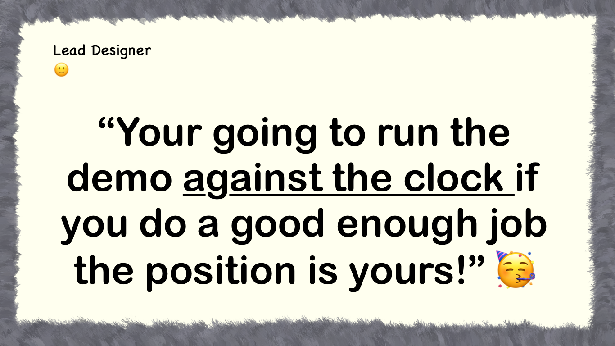 Lead Designer
🙂
“Your going to run the
demo against the clock if
you do a good enough job
the position is yours!” 🥳